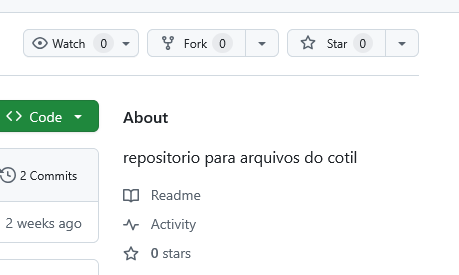 Watch 0
Fork 0
Star 0
Code
About
repositorio para arquivos do cotil
2 Commits
Readme
2 weeks ago
Activity
0 stars